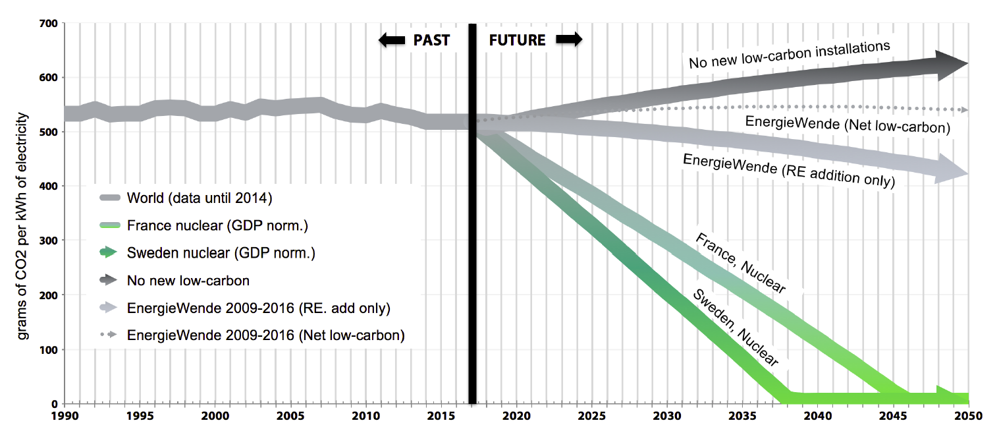 grams of CO2 per kWh of electricity
700
600
500
400
300
200
100
0
PAST
FUTURE
No new low-carbon installations
EnergieWende (Net low-carbon)
EnergieWende (RE addition only)
France, Nuclear
Sweden, Nuclear
World (data until 2014)
France nuclear (GDP norm.)
Sweden nuclear (GDP norm.)
No new low-carbon
EnergieWende 2009-2016 (RE. add only)
EnergieWende 2009-2016 (Net low-carbon)
1990 1995 2000 2005 2010 2015 2020 2025 2030 2035 2040 2045 2050